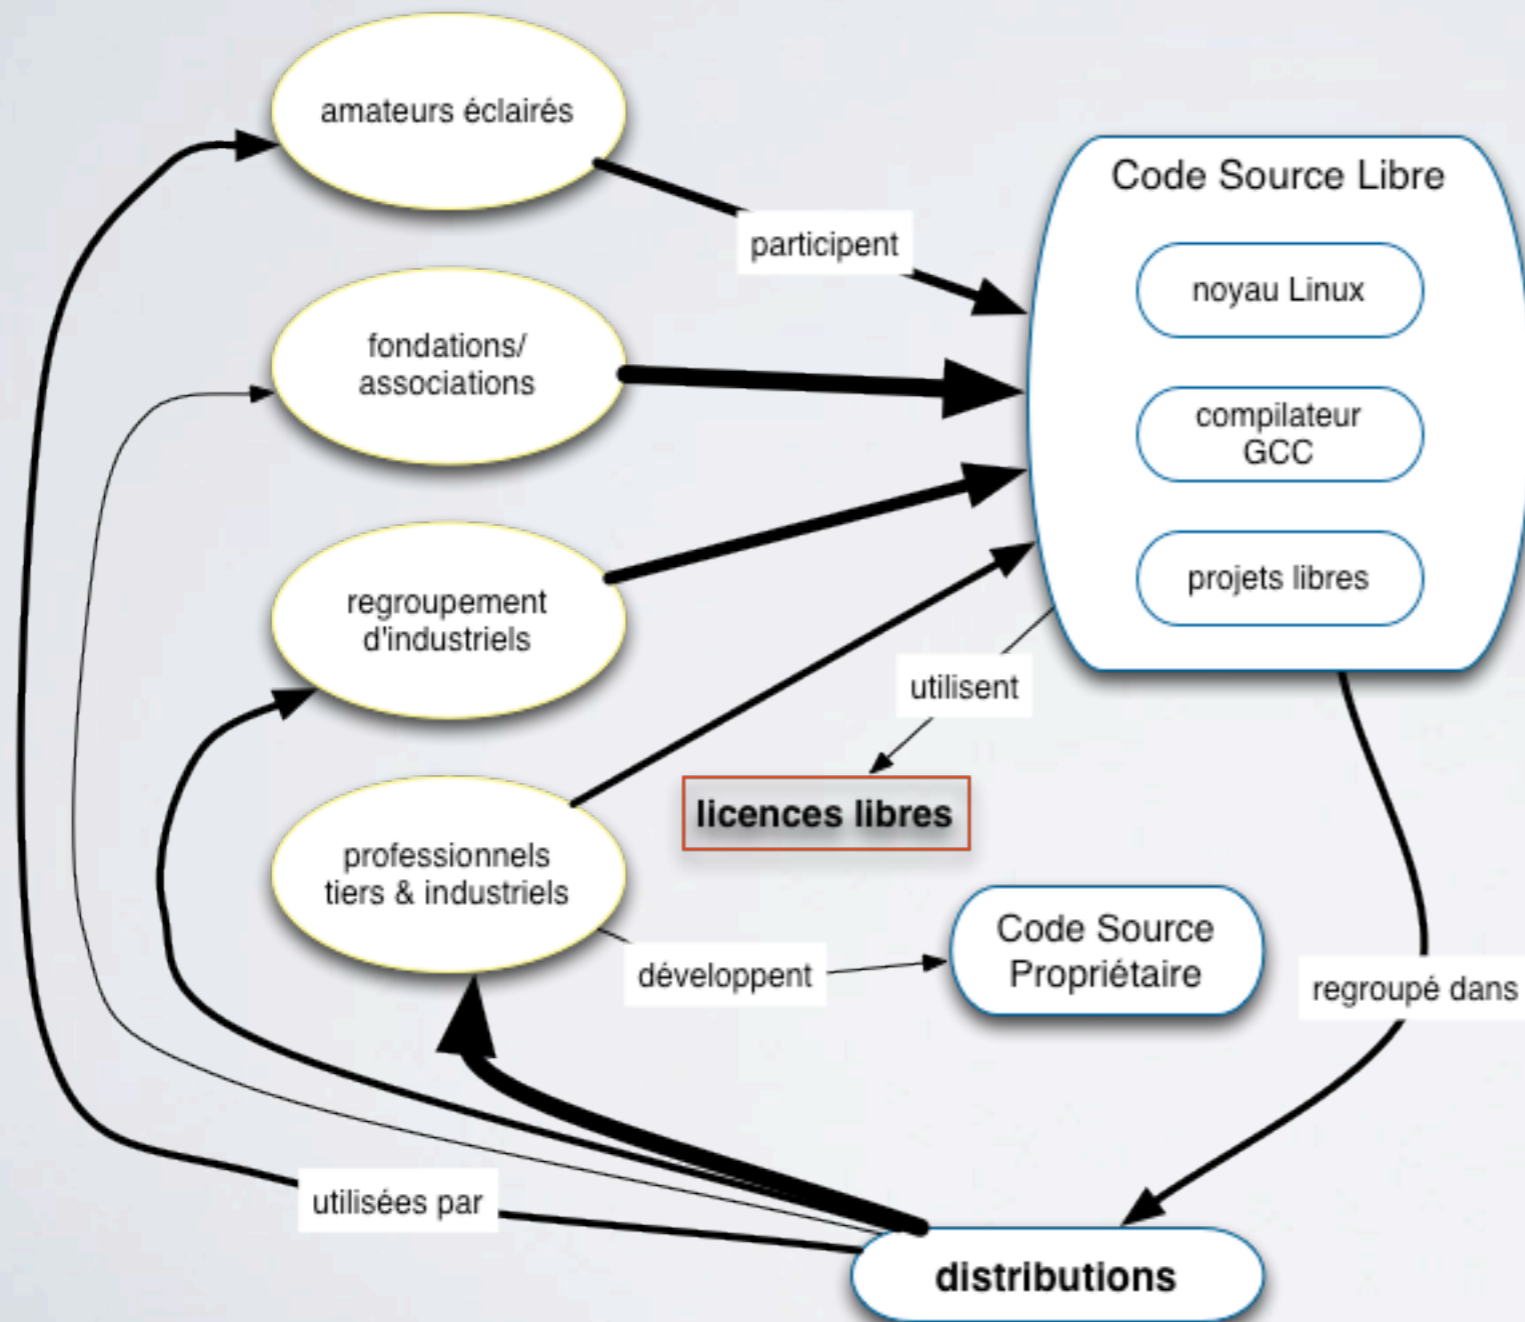 amateurs éclairés
Code Source Libre
participent
noyau Linux
fondations/
associations
compilateur
GCC
projets libres
regroupement
d'industriels
utilisent
licences libres
professionnels
tiers & industriels
Code Source
Propriétaire
développent
regroupé dans
utilisées par
distributions